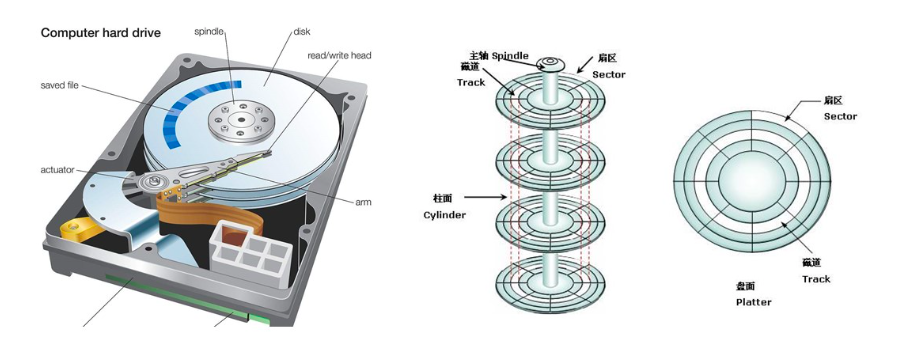 Computer hard drive
spindle
disk
read/write head
saved file
actuator
arm
主轴 Spindle
磁道
Track
扇区
Sector
柱面
Cylinder
扇区
Sector
磁道
Track
盘面
Platter